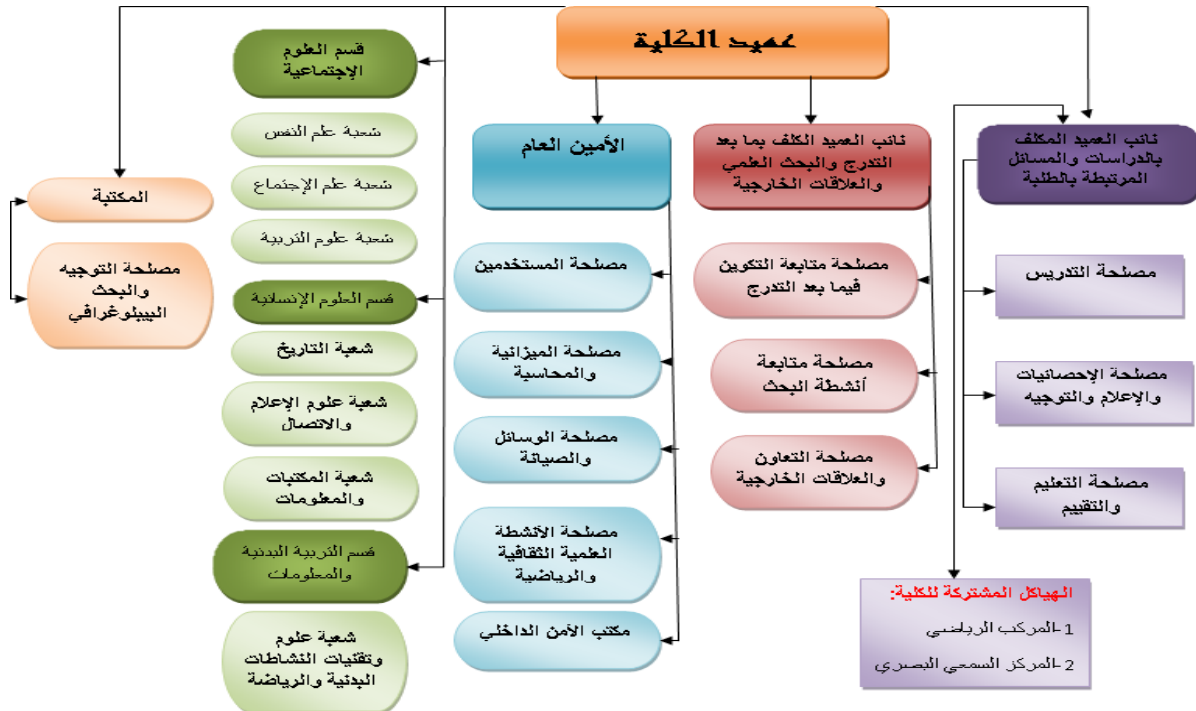 عميد الكلية
نائب العميد المكلف
بالدراسات والمسائل
المرتبطة بالطلبة
مصلحة التدريس
مصلحة الإحصائيات
والإعلام والتوجيه
مصلحة التعليم
والتقييم
الهياكل المشتركة للكلية:
1-المركب الرياضي
2-المركز السمعي البصري
نائب العميد الكلف بما بعد
التدرج والبحث العلمي
والعلاقات الخارجية
مصلحة متابعة التكوين
فيما بعد التدرج
مصلحة متابعة
أنشطة البحث
مصلحة التعاون
والعلاقات الخارجية
الأمين العام
مصلحة المستخدمين
مصلحة الميزانية
والمحاسبة
مصلحة الوسائل
والصيانة
مصلحة الأنشطة
العلمية الثقافية
والرياضية
مكتب الأمن الداخلي
قسم العلوم
الإجتماعية
شعبة علم النفس
شعبة علم الإجتماع
شعبة علوم التربية
قسم العلوم الإنسانية
شعبة التاريخ
شعبة علوم الإعلام
والاتصال
شعبة المكتبات
والمعلومات
قسم التربية البدنية
والمعلومات
شعبة علوم
وتقنيات النشاطات
البدنية والرياضة
المكتبة
مصلحة التوجيه
والبحث
البيبلوغرافي